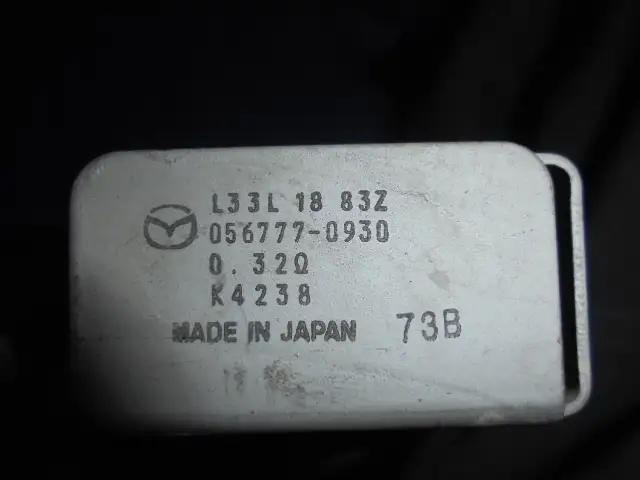 L33L 18 83Z
056777-0930
0.32Ω
K4238
MADE IN JAPAN 73B